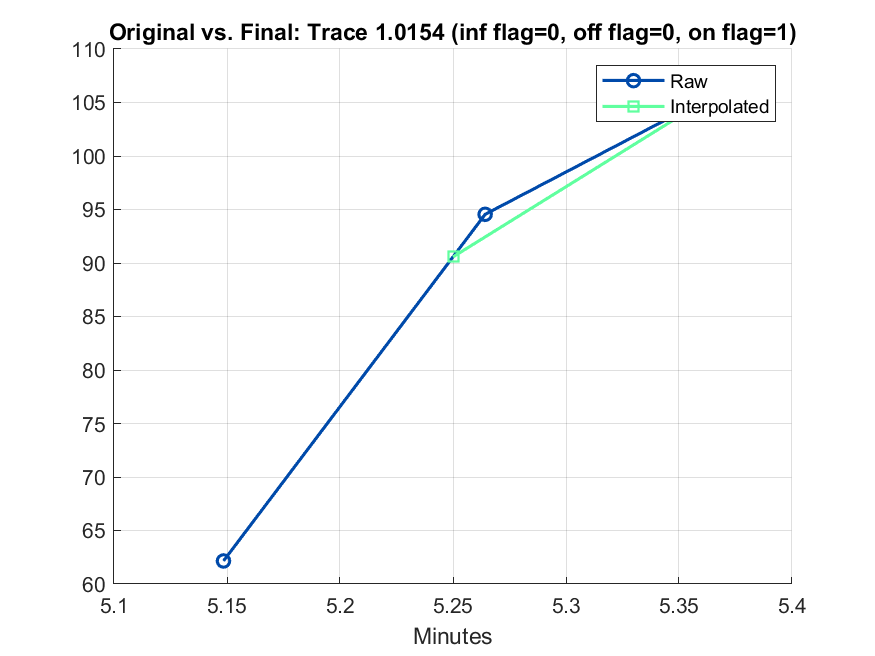 Original vs. Final: Trace 1.0154 (inf flag=0, off flag=0, on flag=1)
110
105
100
95
90
85
80
75
70
65
60
Raw
Interpolated
5.1 5.15 5.2 5.25 5.3 5.35 5.4
Minutes